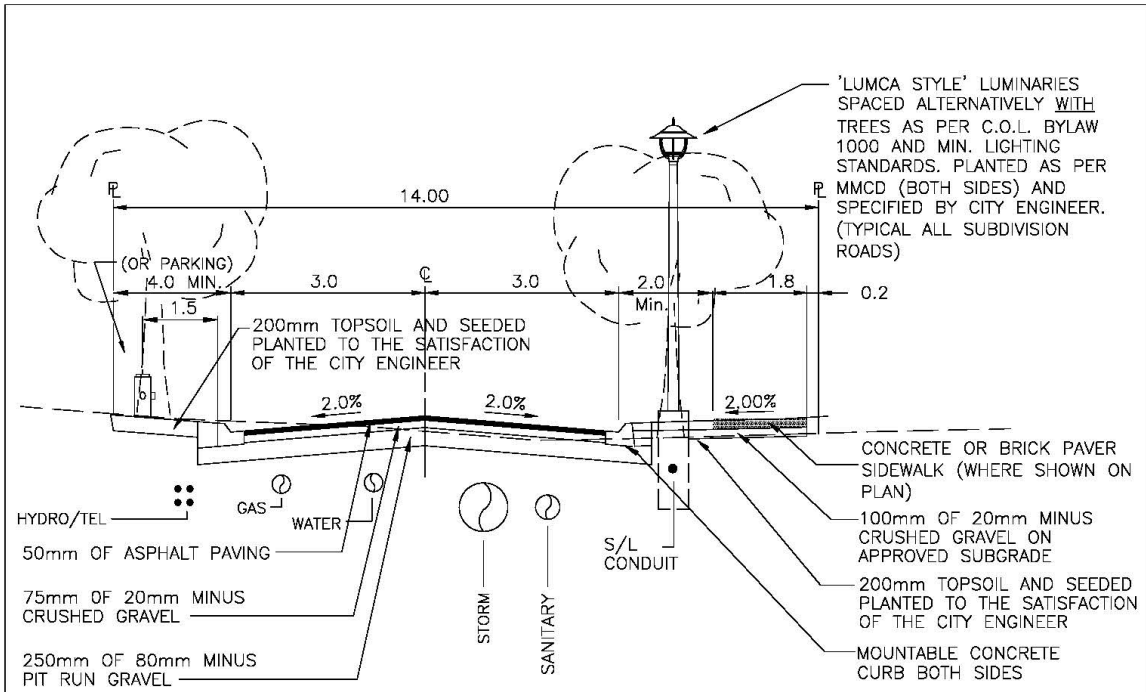 'LUMCA STYLE' LUMINARIES
SPACED ALTERNATIVELY WITH
TREES AS PER C.O.L. BYLAW
1000 AND MIN. LIGHTING
STANDARDS. PLANTED AS PER
MMCD (BOTH SIDES) AND
SPECIFIED BY CITY ENGINEER.
(TYPICAL ALL SUBDIVISION
ROADS)
PL
14.00
PL
(OR PARKING)
4.0 MIN.
3.0
CL
3.0
2.0
Min.
1.8
0.2
1.5
200mm TOPSOIL AND SEEDED
PLANTED TO THE SATISFACTION
OF THE CITY ENGINEER
2.0%
2.0%
2.00%
HYDRO/TEL
GAS
WATER
STORM
SANITARY
S/L
CONDUIT
50mm OF ASPHALT PAVING
75mm OF 20mm MINUS
CRUSHED GRAVEL
250mm OF 80mm MINUS
PIT RUN GRAVEL
CONCRETE OR BRICK PAVER
SIDEWALK (WHERE SHOWN ON
PLAN)
100mm OF 20mm MINUS
CRUSHED GRAVEL ON
APPROVED SUBGRADE
200mm TOPSOIL AND SEEDED
PLANTED TO THE SATISFACTION
OF THE CITY ENGINEER
MOUNTABLE CONCRETE
CURB BOTH SIDES